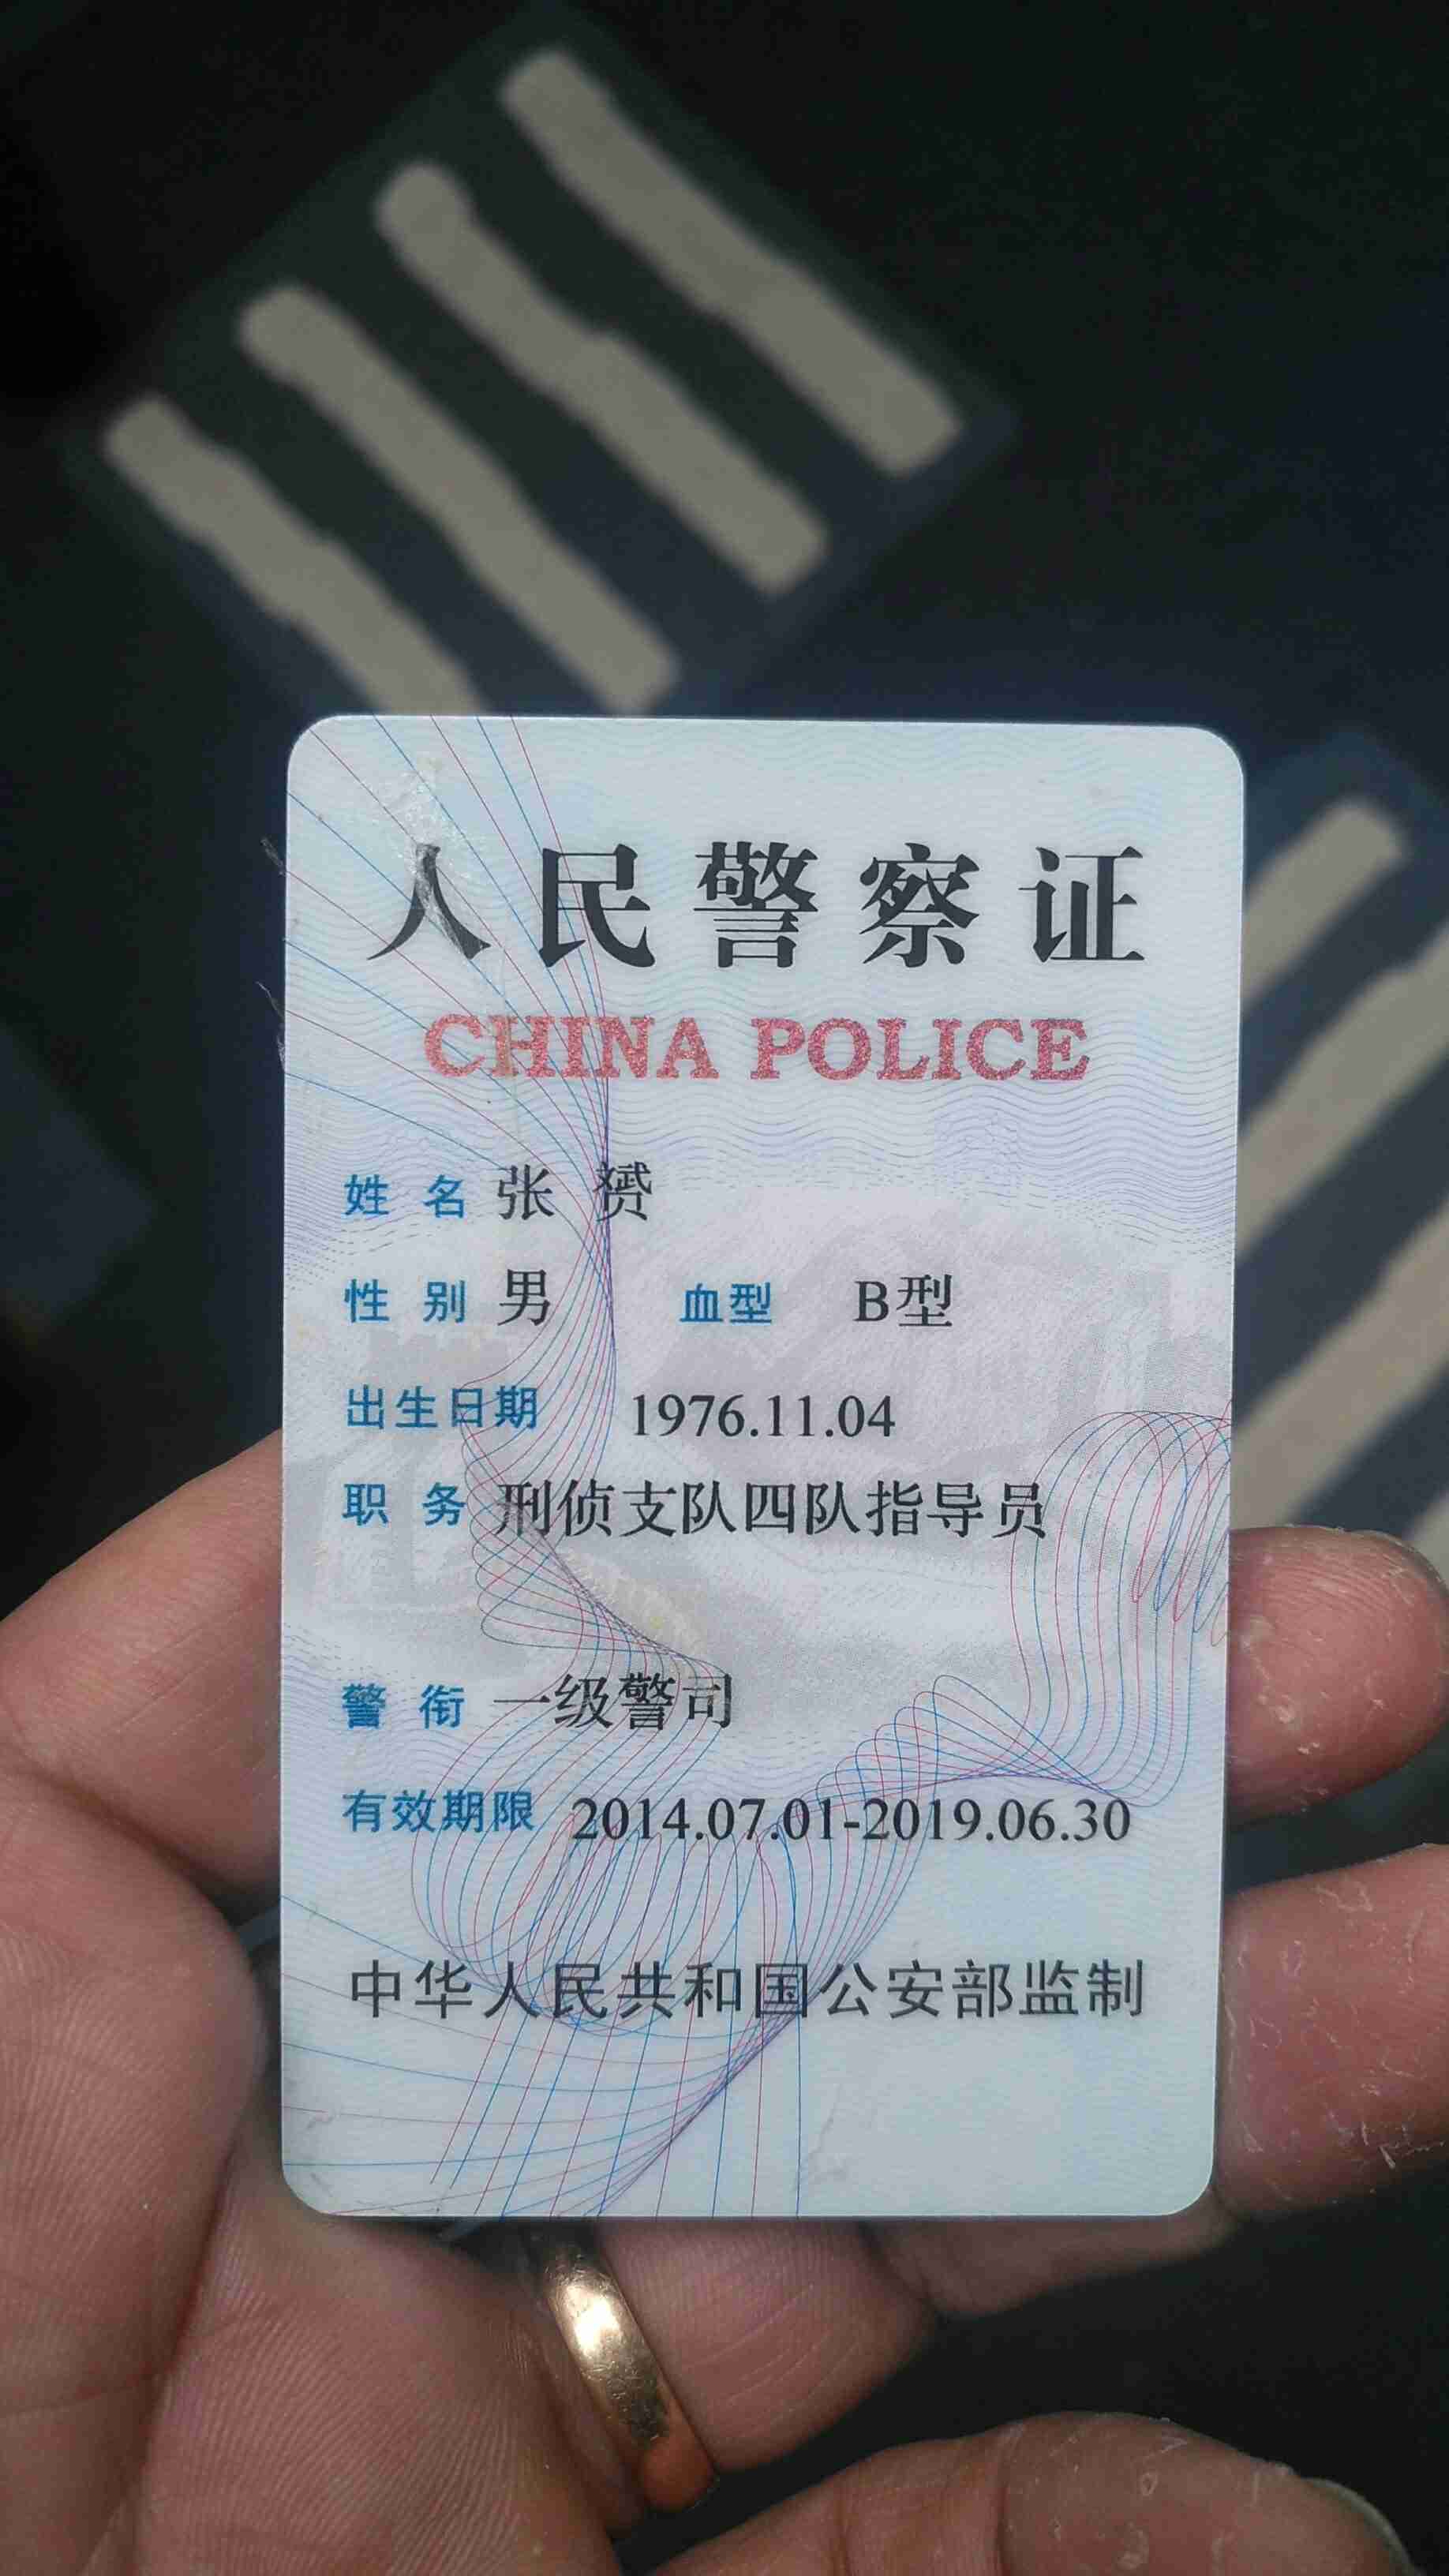 人民警察证
CHINA POLICE
姓名 张 赟
性别 男 血型 B型
出生日期 1976.11.04
职务 刑侦支队四队指导员
警衔 一级警司
有效期限 2014.07.01-2019.06.30
中华人民共和国公安部监制